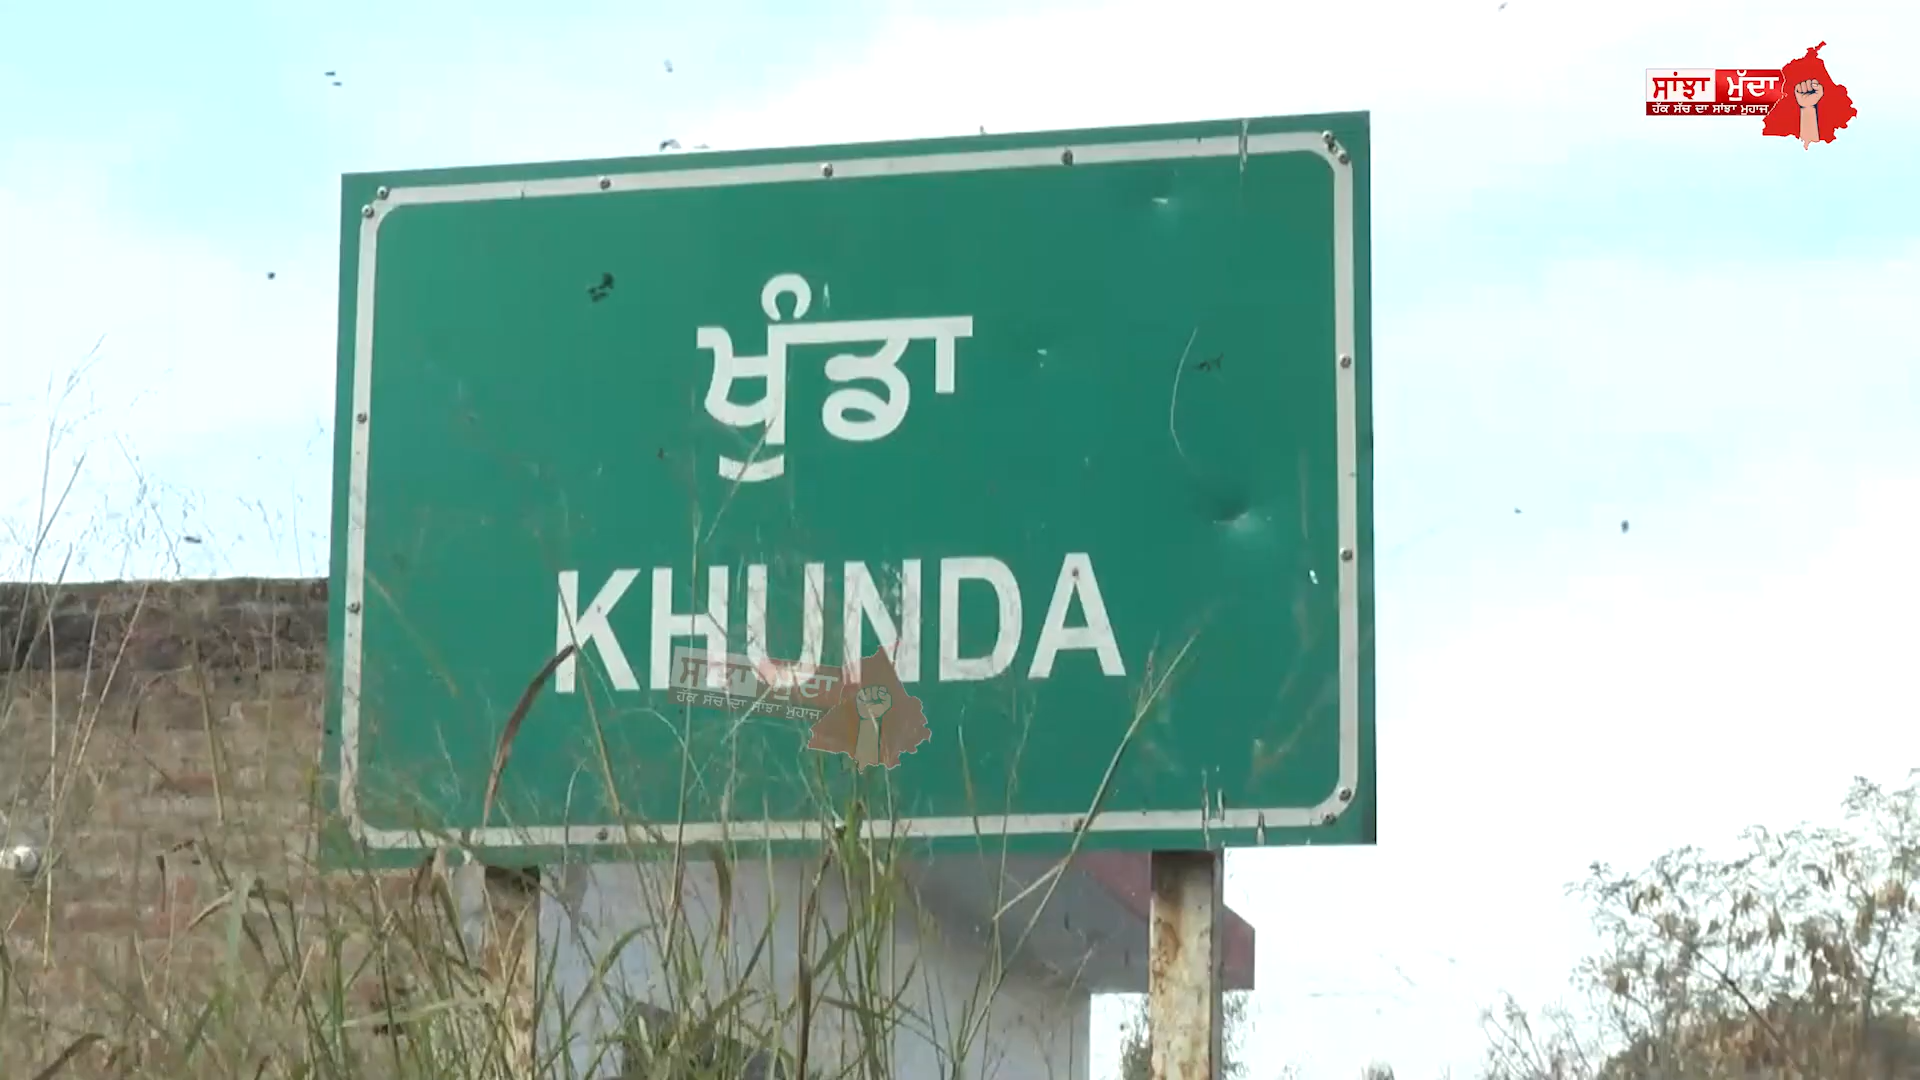 ਸਾਂਝਾ ਮੁੱਦਾ
ਹੱਕ ਸੱਚ ਦਾ ਸਾਂਝਾ ਮੁਹਾਜ਼
ਖੁੰਡਾ
KHUNDA
ਸਾਂਝਾ ਮੁੱਦਾ
ਹੱਕ ਸੱਚ ਦਾ ਸਾਂਝਾ ਮੁਹਾਜ਼